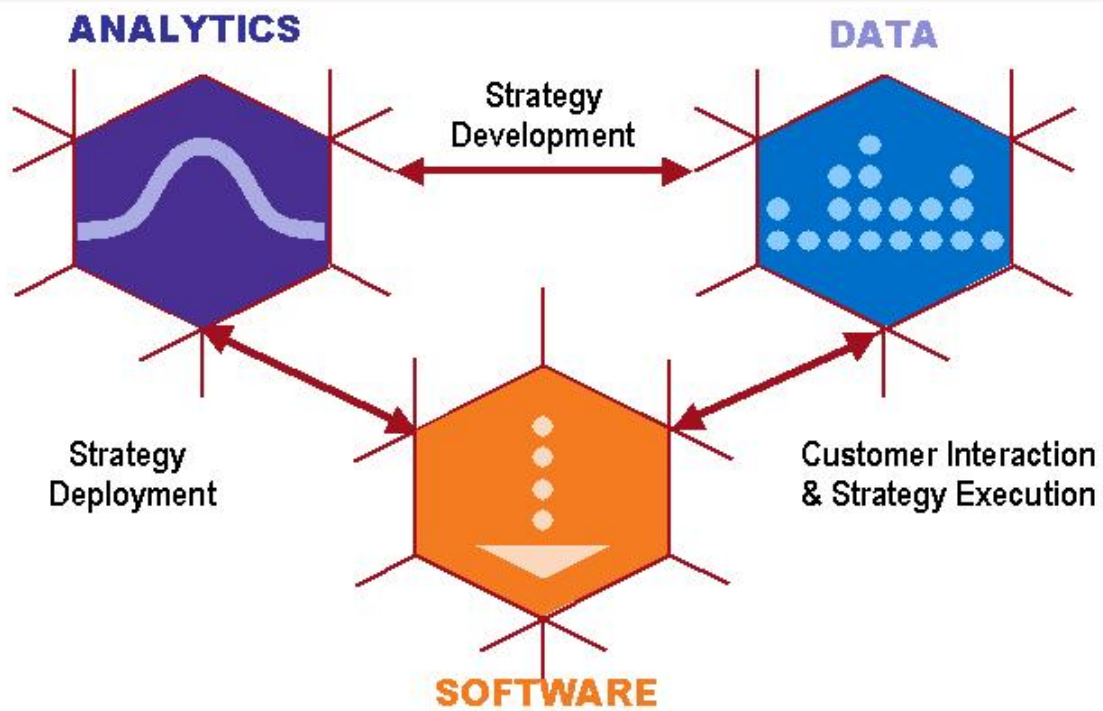 ANALYTICS
DATA
Strategy
Development
Strategy
Deployment
Customer Interaction
& Strategy Execution
SOFTWARE